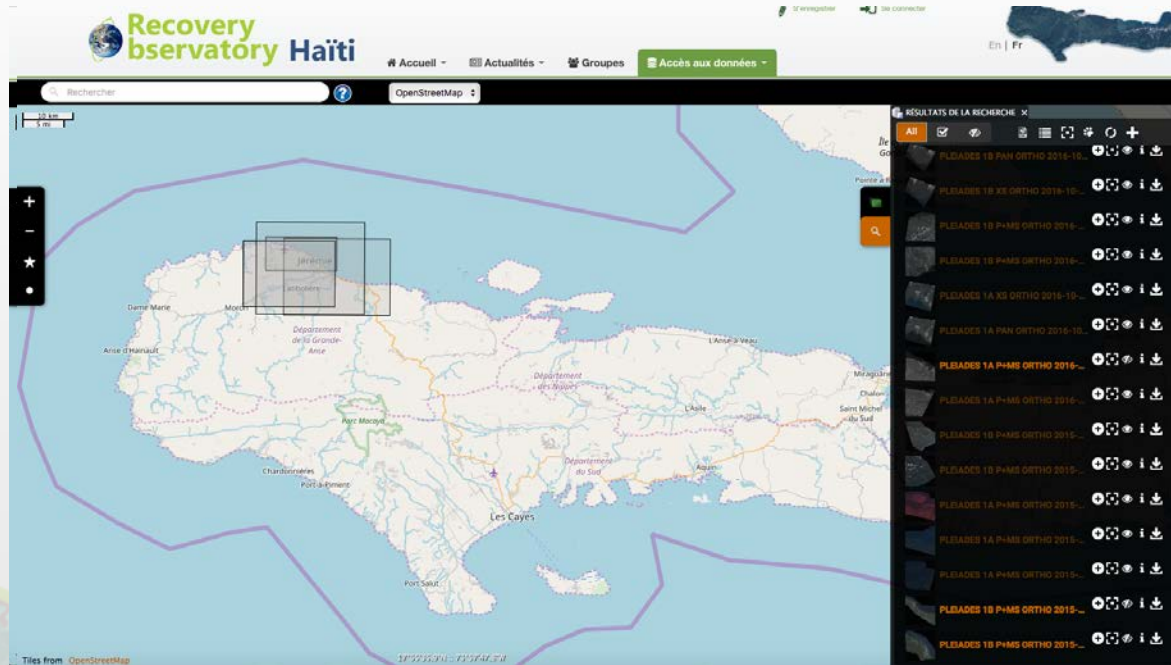 S'enregistrer Se connecter
Recovery
bservatory Haïti
En | Fr
Accueil Actualités Groupes Accès aux données
Rechercher
?
OpenStreetMap
10 km
5 mi
RÉSULTATS DE LA RECHERCHE ×
All
PLEIADES 1B PAN ORTHO 2016-10...
PLEIADES 1B XS ORTHO 2016-10-...
PLEIADES 1B P+MS ORTHO 2016-...
PLEIADES 1B P+MS ORTHO 2016-...
PLEIADES 1A XS ORTHO 2016-10-...
PLEIADES 1A PAN ORTHO 2016-10...
PLEIADES 1A P+MS ORTHO 2016-...
PLEIADES 1A P+MS ORTHO 2016-...
PLEIADES 1B P+MS ORTHO 2015-...
PLEIADES 1B P+MS ORTHO 2015-...
PLEIADES 1A P+MS ORTHO 2015-...
PLEIADES 1A P+MS ORTHO 2015-...
PLEIADES 1A P+MS ORTHO 2015-...
PLEIADES 1B P+MS ORTHO 2015-...
PLEIADES 1B P+MS ORTHO 2015-...
Île
Jérémie
Dame Marie
Moron
Département
de la Grande-
Anse
Anse d'Hainault
L'Anse-à-Veau
Département
des Nippes
Miragoâne
Chalon
Saint Michel
du Sud
L'Asile
Parc Macaya
Chardonnières
Port-à-Piment
Département
du Sud
Aquin
Les Cayes
Port Salut
Tiles from OpenStreetMap